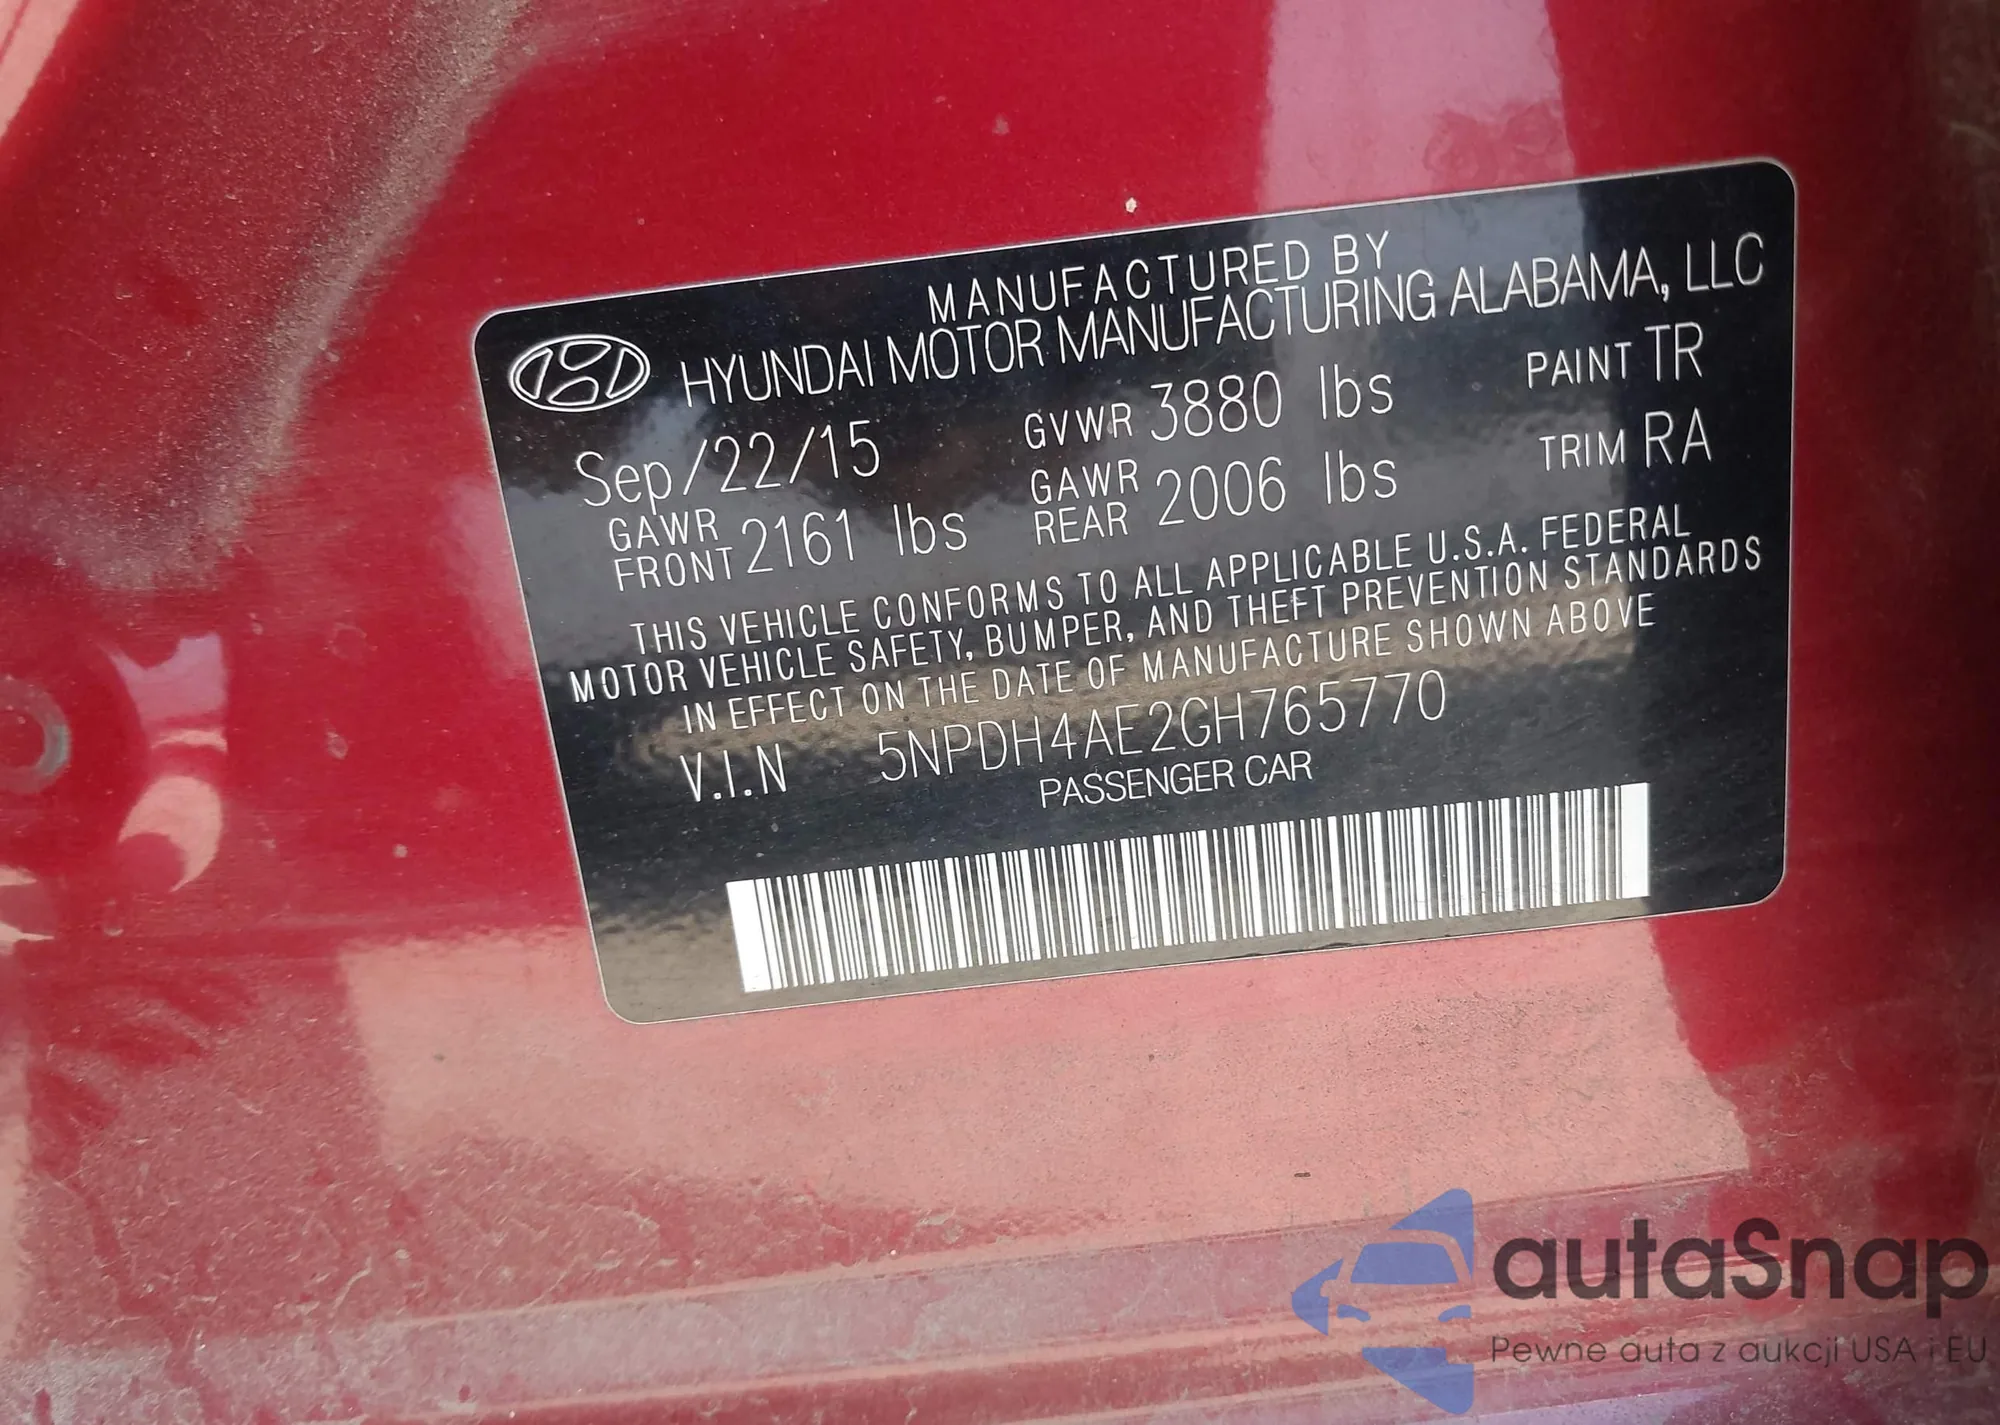 MANUFACTURED BY
HYUNDAI MOTOR MANUFACTURING ALABAMA, LLC
Sep/22/15 GVWR 3880 lbs PAINT TR
GAWR FRONT 2161 lbs GAWR REAR 2006 lbs TRIM RA
THIS VEHICLE CONFORMS TO ALL APPLICABLE U.S.A. FEDERAL
MOTOR VEHICLE SAFETY, BUMPER, AND THEFT PREVENTION STANDARDS
IN EFFECT ON THE DATE OF MANUFACTURE SHOWN ABOVE
V.I.N 5NPDH4AE2GH765770
PASSENGER CAR
autaSnap
Pewne auta z aukcji USA i EU